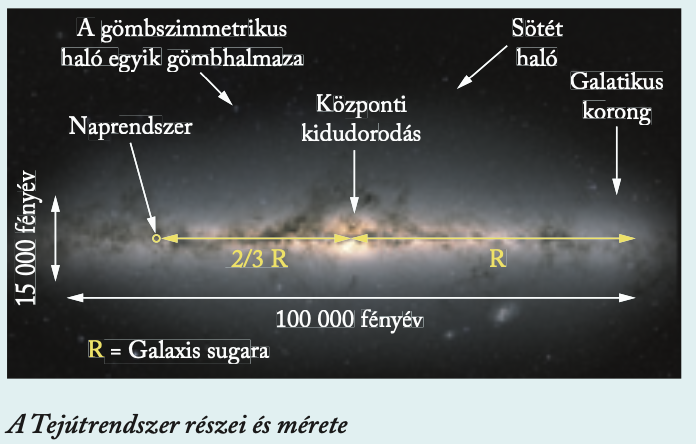 A gömbszimmetrikus
haló egyik gömbhalmaza
Sötét
haló
Galatikus
korong
Központi
kidudorodás
Naprendszer
15 000 fényév
2/3 R
R
100 000 fényév
R = Galaxis sugara
A Tejútrendszer részei és mérete